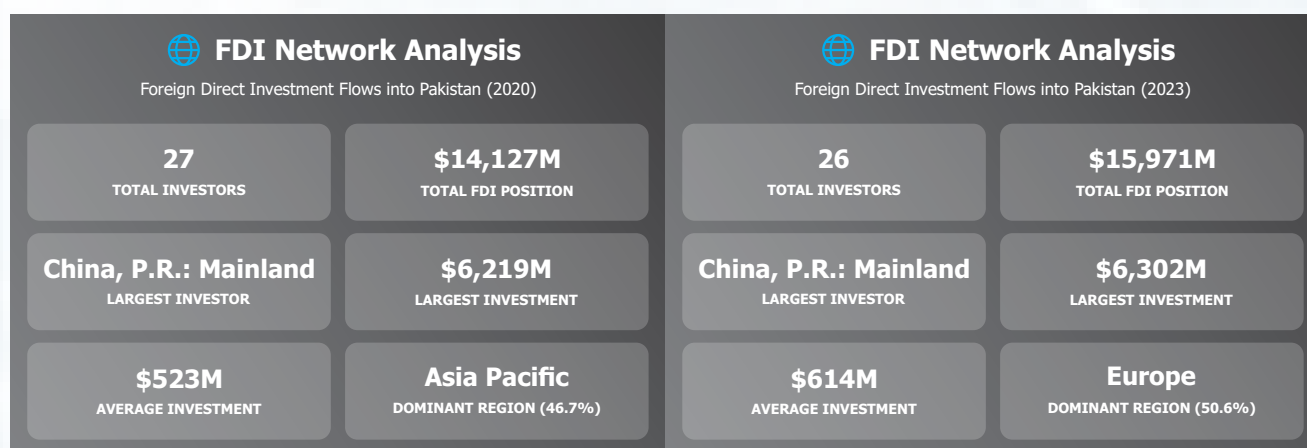 FDI Network Analysis
Foreign Direct Investment Flows into Pakistan (2020)
27
TOTAL INVESTORS
$14,127M
TOTAL FDI POSITION
China, P.R.: Mainland
LARGEST INVESTOR
$6,219M
LARGEST INVESTMENT
$523M
AVERAGE INVESTMENT
Asia Pacific
DOMINANT REGION (46.7%)
FDI Network Analysis
Foreign Direct Investment Flows into Pakistan (2023)
26
TOTAL INVESTORS
$15,971M
TOTAL FDI POSITION
China, P.R.: Mainland
LARGEST INVESTOR
$6,302M
LARGEST INVESTMENT
$614M
AVERAGE INVESTMENT
Europe
DOMINANT REGION (50.6%)